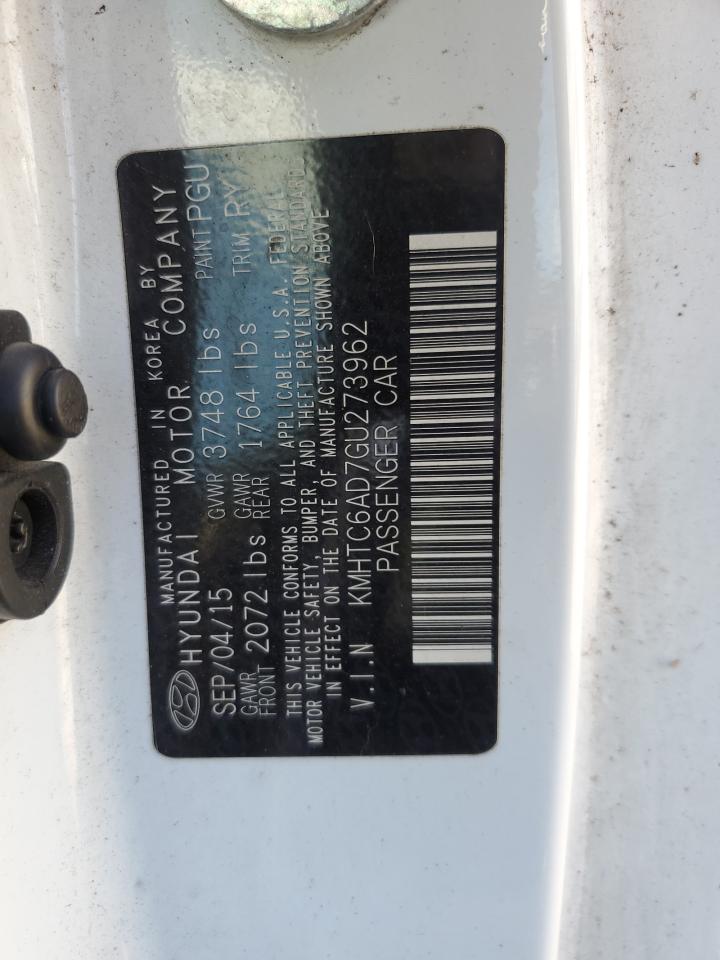 MANUFACTURED IN KOREA BY
HYUNDAI MOTOR COMPANY
SEP/04/15 GVWR 3748 lbs PAINT PGU
GAWR FRONT 2072 lbs GAWR REAR 1764 lbs TRIM RY
THIS VEHICLE CONFORMS TO ALL APPLICABLE U.S.A. FEDERAL
MOTOR VEHICLE SAFETY, BUMPER, AND THEFT PREVENTION STANDARD
IN EFFECT ON THE DATE OF MANUFACTURE SHOWN ABOVE
V.I.N KMHTC6AD7GU273962
PASSENGER CAR